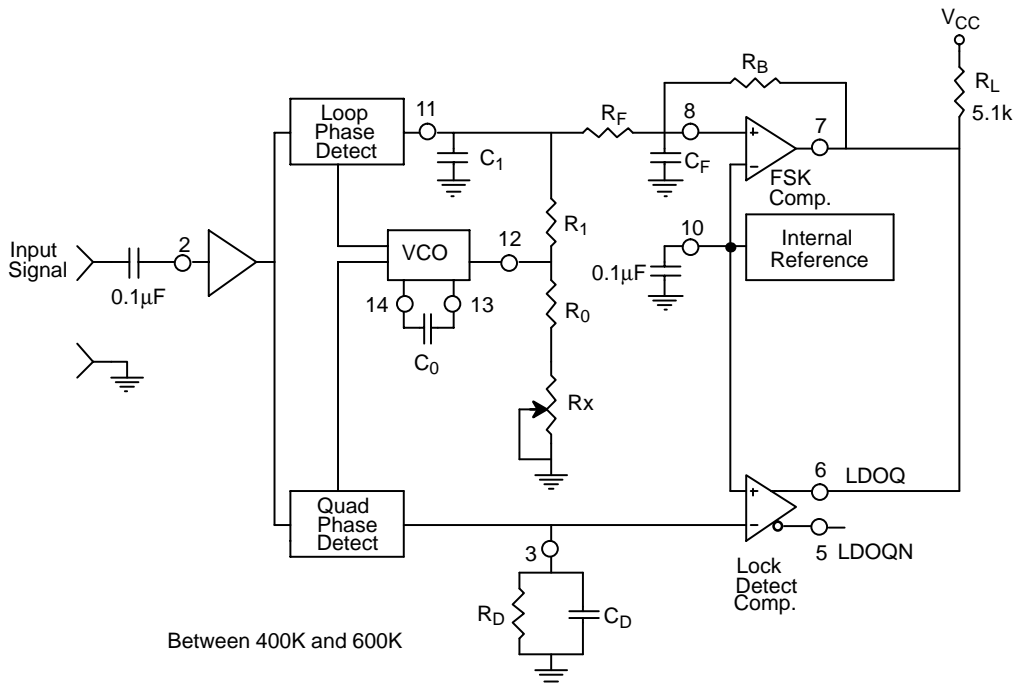 VCC
RL
5.1k
RB
RF
Loop
Phase
Detect
11
8
7
C1
CF
+
−
FSK
Comp.
R1
Input
Signal
2
0.1µF
VCO
12
14
13
C0
R0
10
0.1µF
Internal
Reference
Rx
Quad
Phase
Detect
3
RD
CD
+
−
6
LDOQ
5
LDOQN
Lock
Detect
Comp.
Between 400K and 600K